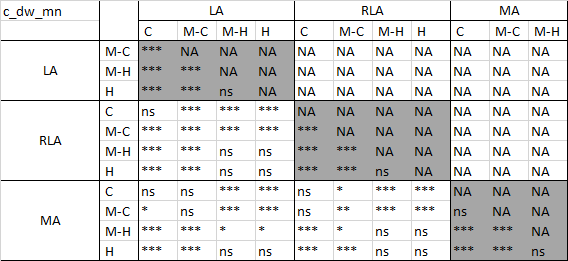 c_dw_mn LA RLA MA
C M-C M-H H C M-C M-H H C M-C M-H
LA M-C *** NA NA NA NA NA NA NA NA NA NA
M-H *** *** NA NA NA NA NA NA NA NA NA
H *** *** ns NA NA NA NA NA NA NA NA
RLA C ns *** *** *** NA NA NA NA NA NA NA
M-C *** *** *** *** *** NA NA NA NA NA NA
M-H *** *** ns ns *** *** NA NA NA NA NA
H *** *** ns ns *** *** ns NA NA NA NA
MA C ns ns *** *** ns * *** *** NA NA NA
M-C * ns *** *** ns ** *** *** ns NA NA
M-H *** *** * * *** * ns ns *** *** NA
H *** *** ns ns *** *** ns ns *** *** ns